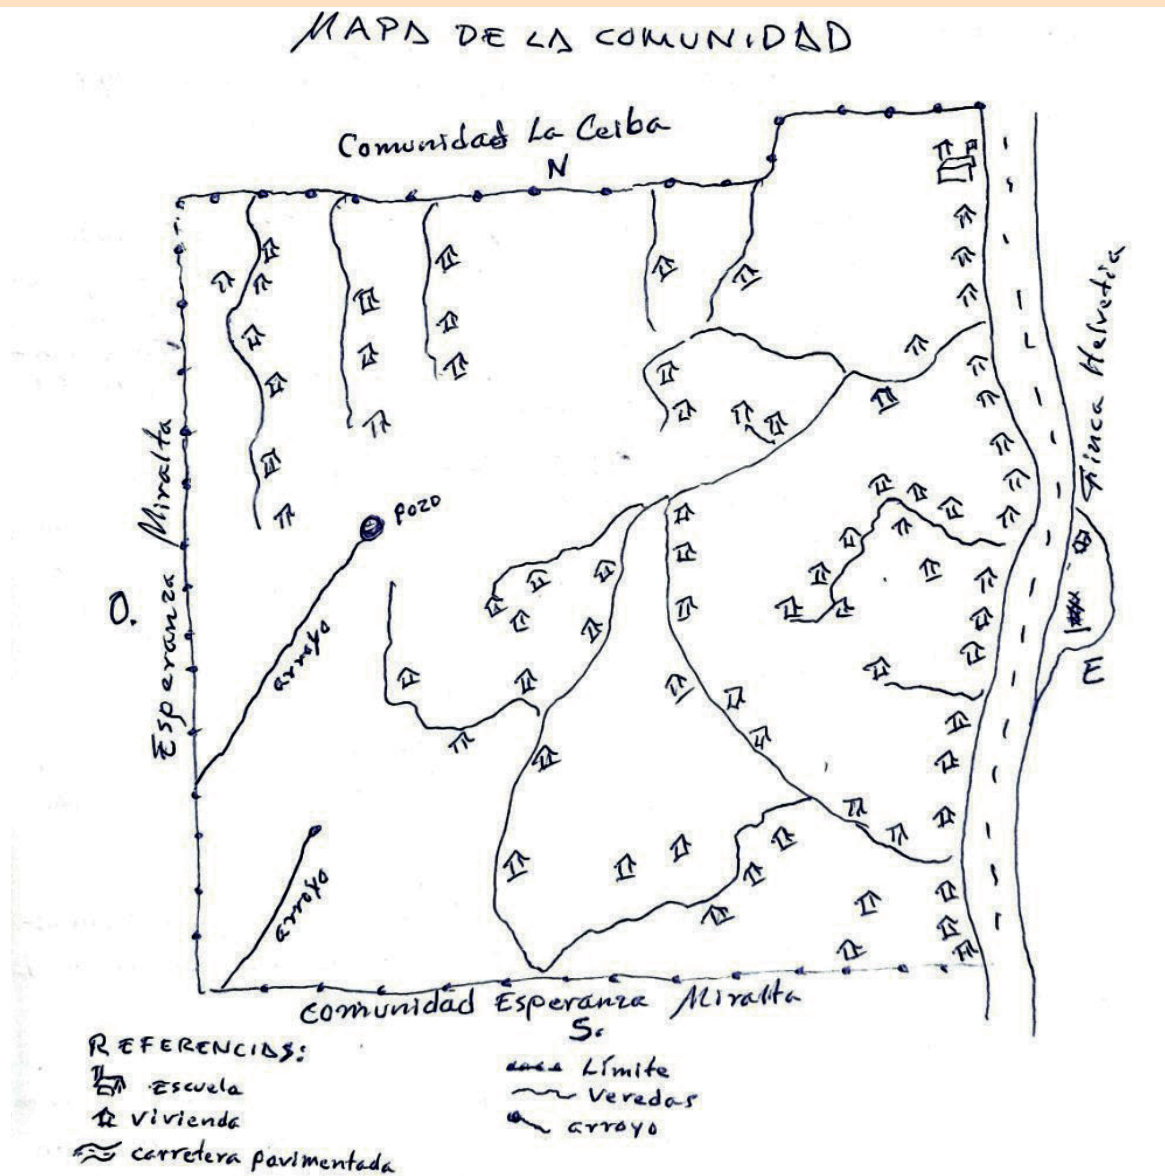 MAPA DE LA COMUNIDAD
Comunidad La Ceiba
N
Finca Helvetia
Esperanza Miralta
Pozo
O.
arroyo
E
arroyo
Comunidad Esperanza Miralta
S.
REFERENCIAS:
Escuela
Vivienda
carretera pavimentada
Límite
Veredas
arroyo